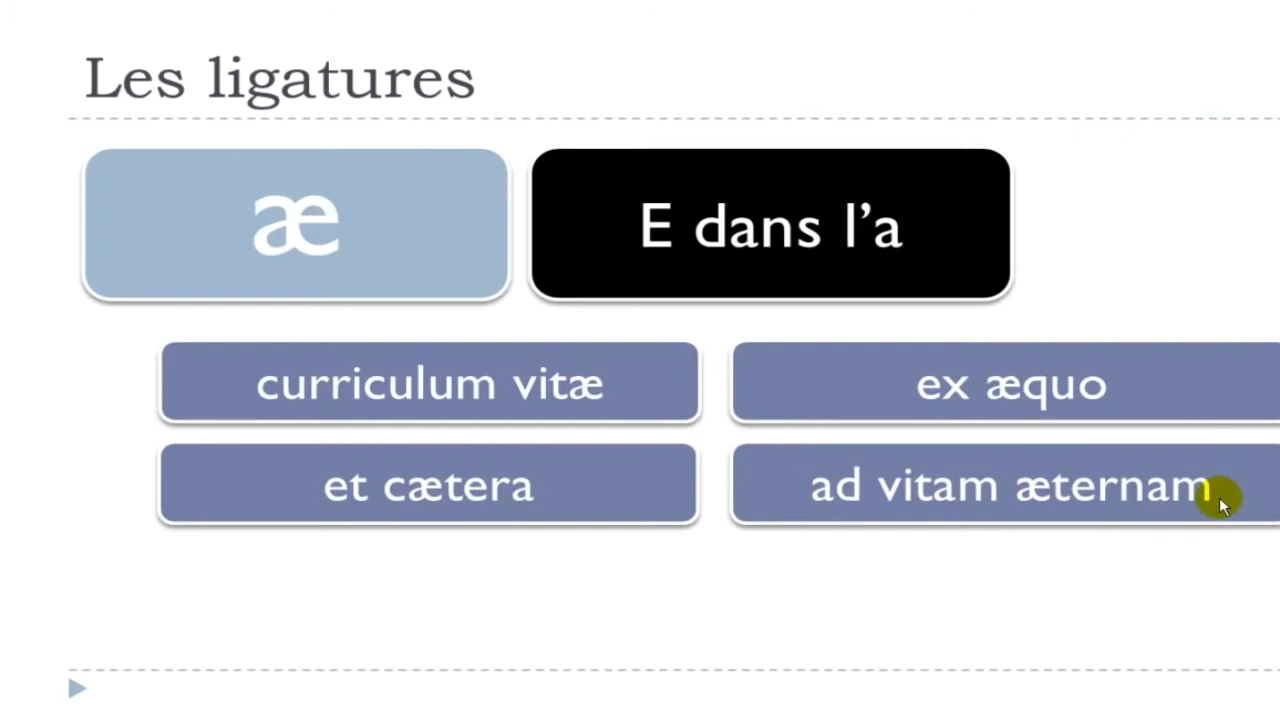 Les ligatures
æ
E dans l’a
curriculum vitæ
ex æquo
et cætera
ad vitam æternam